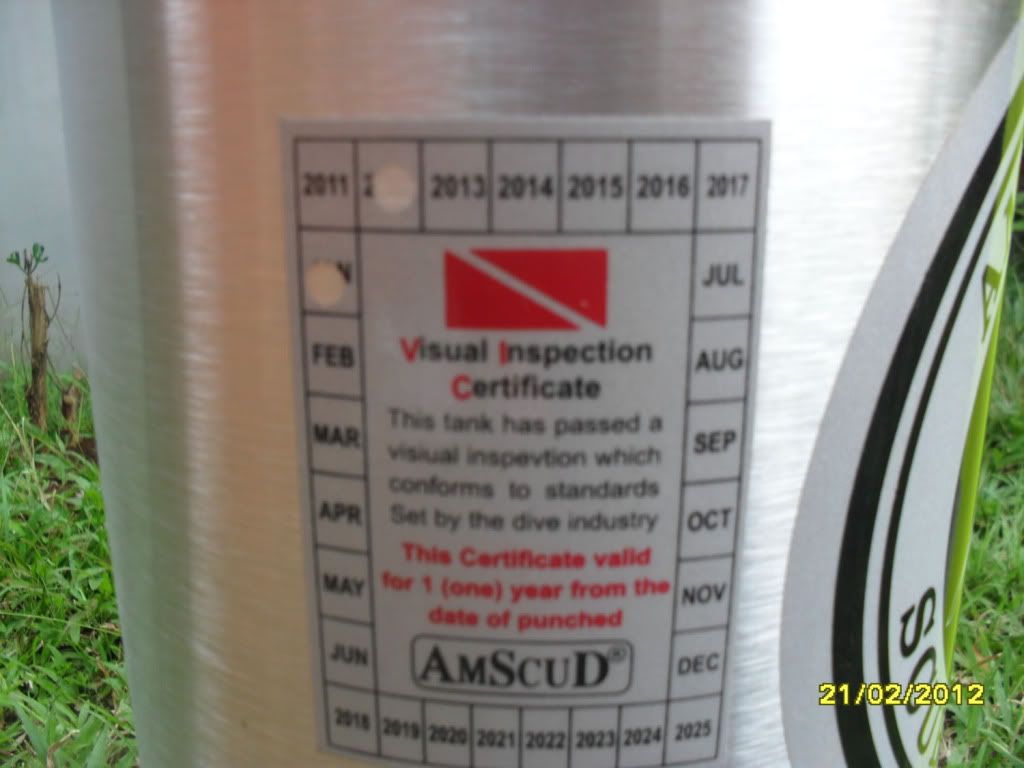 2011 2 2013 2014 2015 2016 2017
N JUL
FEB AUG
Visual Inspection
Certificate
MAR SEP
This tank has passed a
visiual inspevtion which
conforms to standards
Set by the dive industry
APR OCT
This Certificate valid
for 1 (one) year from the
date of punched
MAY NOV
JUN DEC
AMSCUD®
2018 2019 2020 2021 2022 2023 2024 2025
21/02/2012